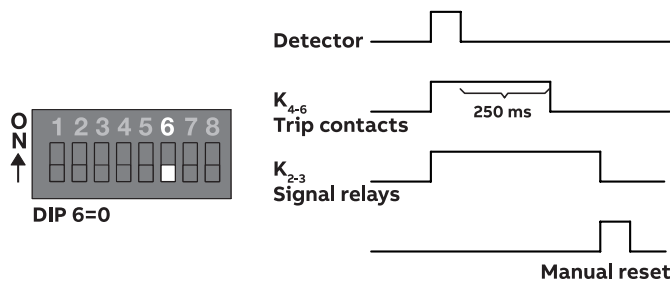 Detector
K4-6
Trip contacts
250 ms
K2-3
Signal relays
Manual reset
ON
1 2 3 4 5 6 7 8
DIP 6=0